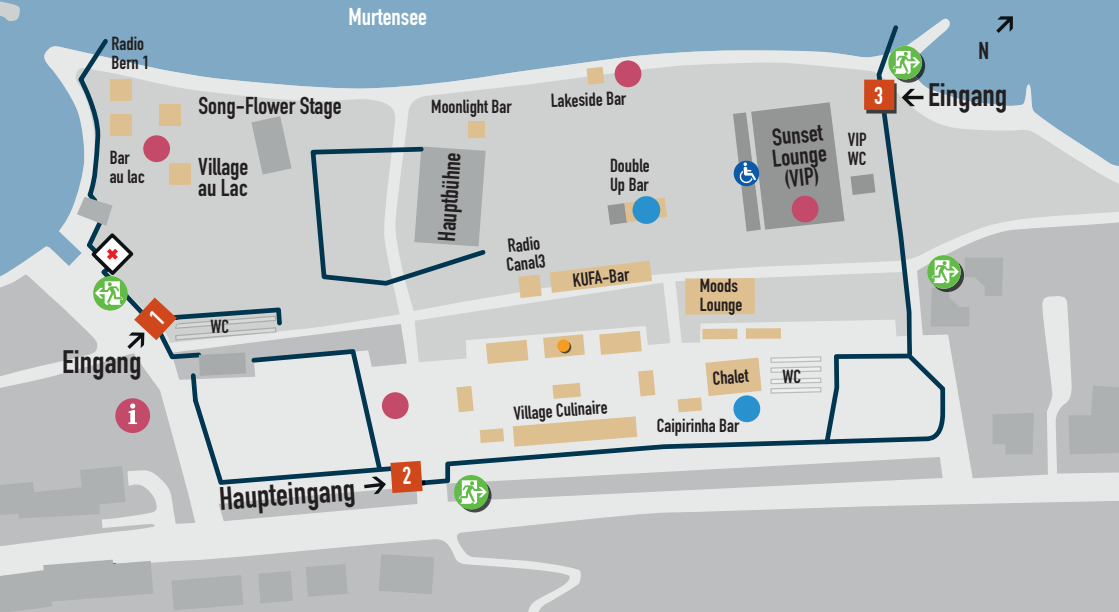 Murtensee
Radio
Bern 1
N
Song-Flower Stage
Moonlight Bar
Lakeside Bar
3
Eingang
Bar
au lac
Village
au Lac
Hauptbühne
Double
Up Bar
Sunset
Lounge
(VIP)
VIP
WC
Radio
Canal3
KUFA-Bar
Moods
Lounge
1
WC
Eingang
i
Chalet
WC
Village Culinaire
Caipirinha Bar
2
Haupteingang